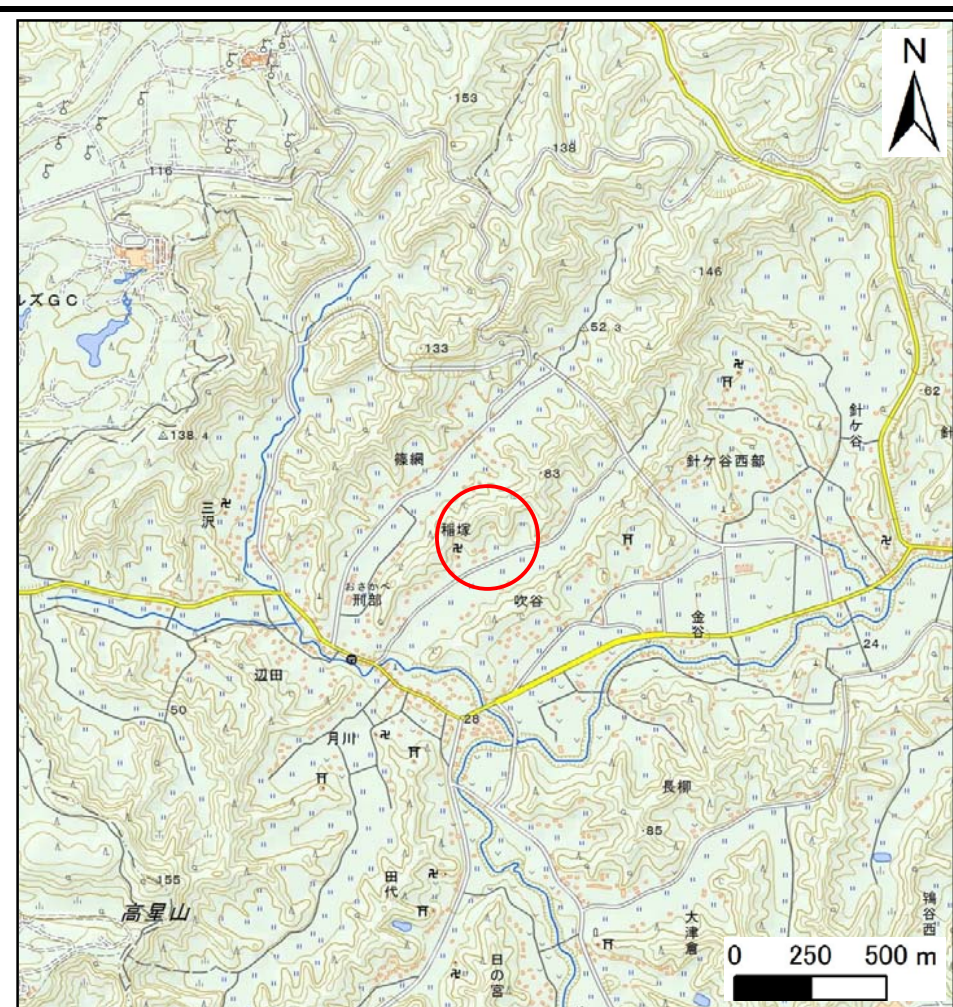 N
153
138
116
146
ルズGC
52.3
133
62
針ケ谷
138.4
篠網
83
針ケ谷西部
三沢
稲塚
おさかべ
刑部
吹谷
25
金谷
24
辺田
50
28
月川
長柳
85
155
田代
高星山
大津倉
鴇谷西
日の宮
0 250 500 m